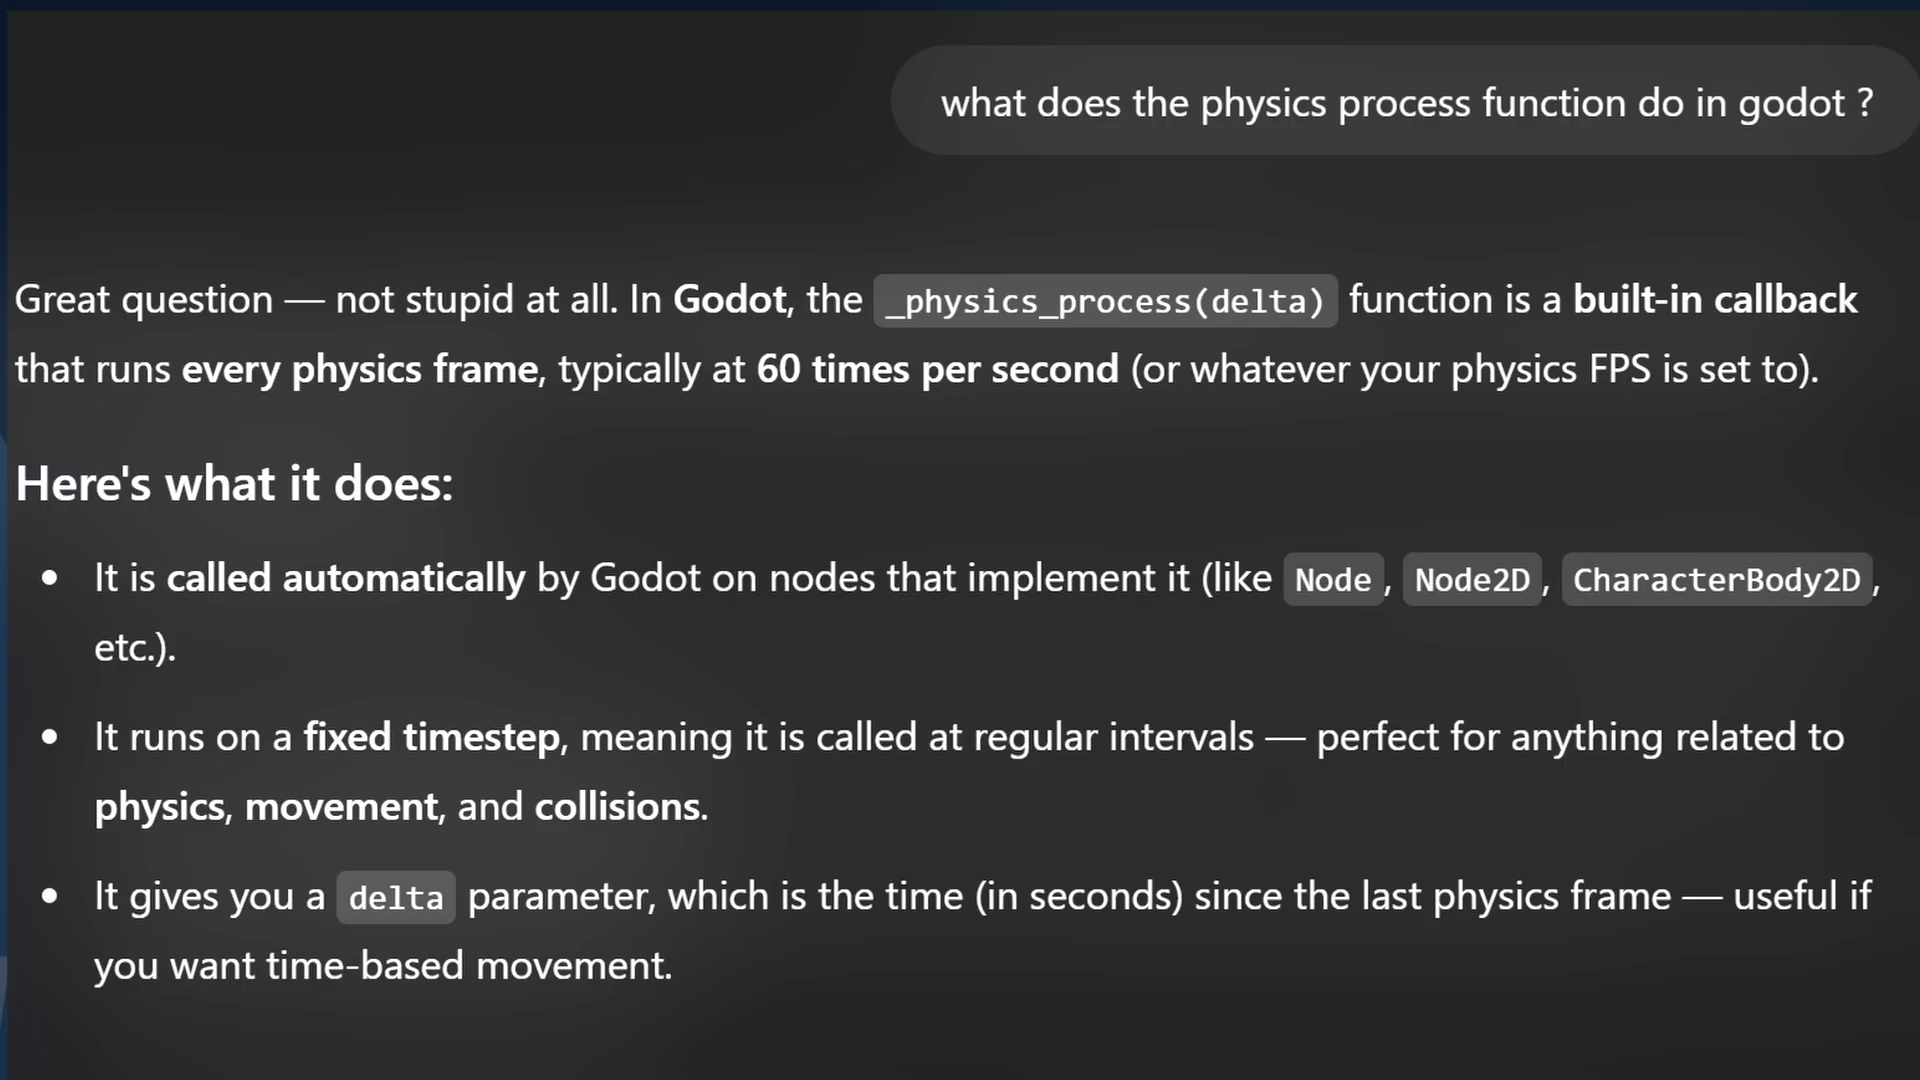 what does the physics process function do in godot ?
Great question — not stupid at all. In Godot, the _physics_process(delta) function is a built-in callback
that runs every physics frame, typically at 60 times per second (or whatever your physics FPS is set to).
Here's what it does:
• It is called automatically by Godot on nodes that implement it (like Node, Node2D, CharacterBody2D,
etc.).
• It runs on a fixed timestep, meaning it is called at regular intervals — perfect for anything related to
physics, movement, and collisions.
• It gives you a delta parameter, which is the time (in seconds) since the last physics frame — useful if
you want time-based movement.